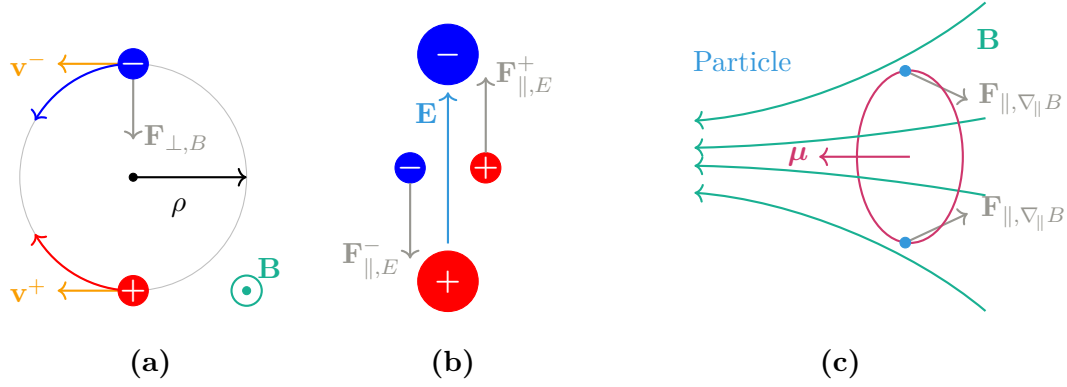 v⁻
−
F⊥,B
ρ
v⁺
+
B
(a)
−
E
F⁺∥,E
−
+
F⁻∥,E
+
(b)
Particle
B
F∥,∇∥B
μ
F∥,∇∥B
(c)